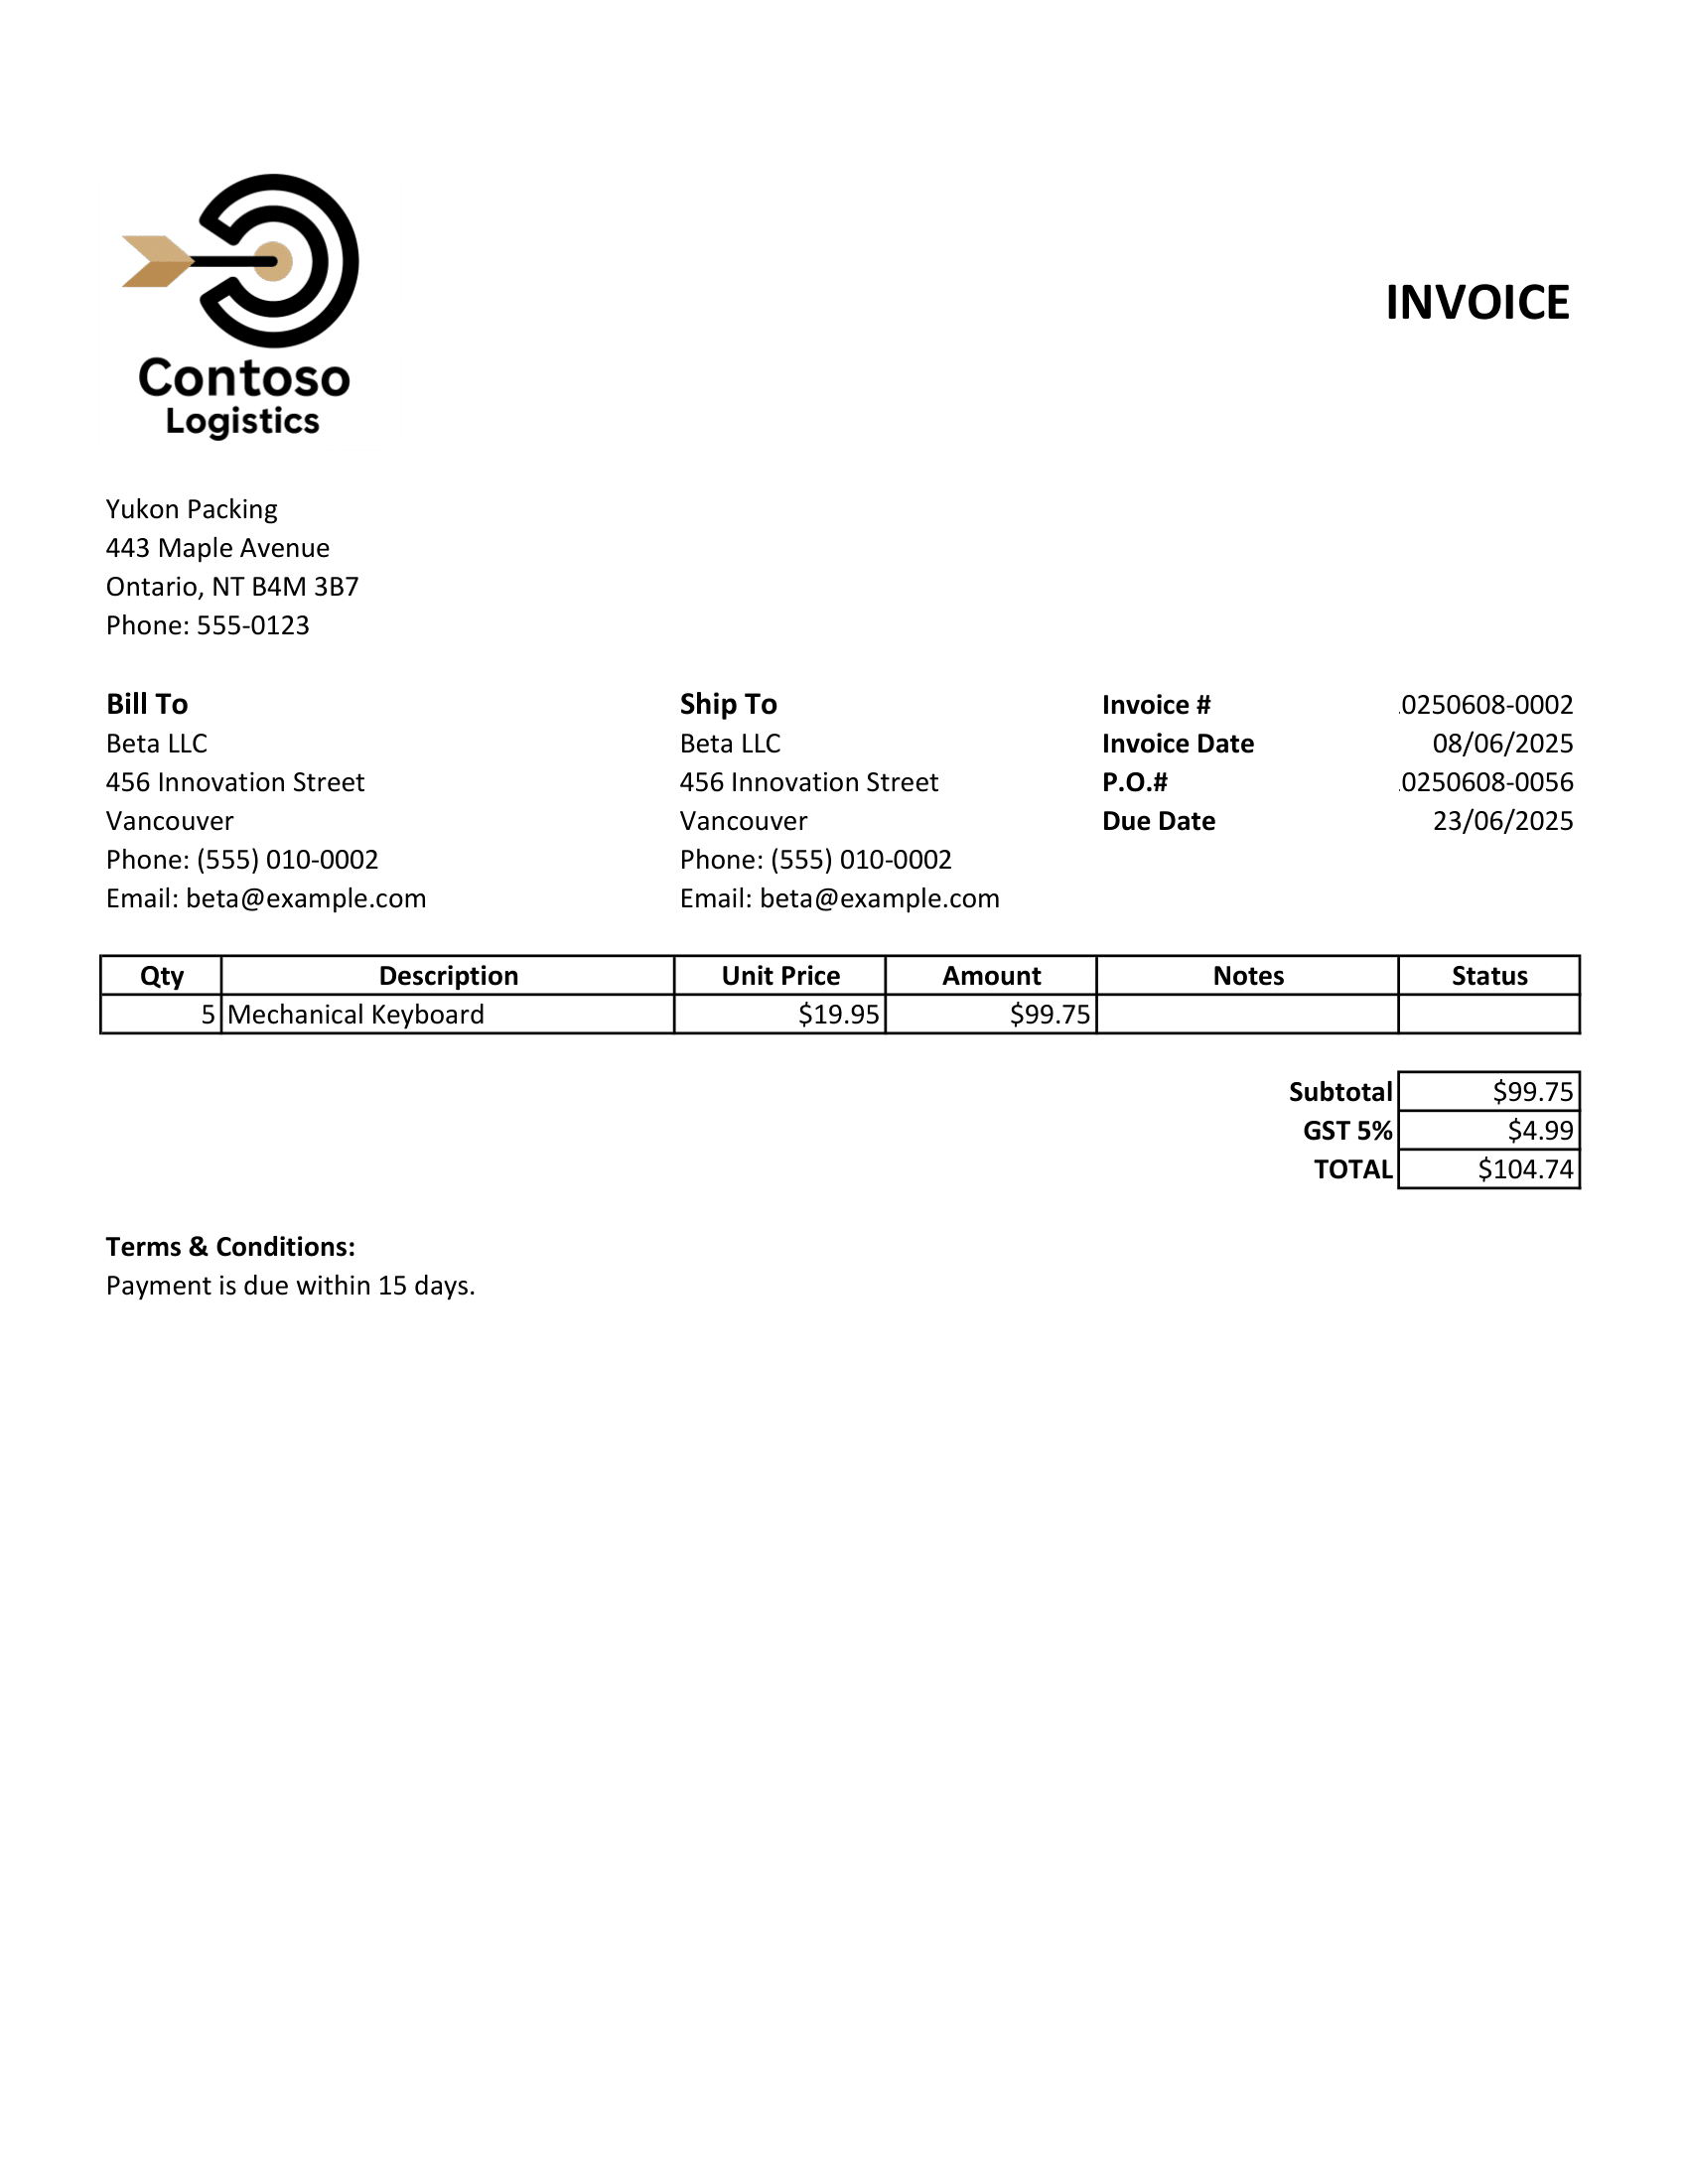 Contoso
Logistics
INVOICE
Yukon Packing
443 Maple Avenue
Ontario, NT B4M 3B7
Phone: 555-0123
Bill To
Beta LLC
456 Innovation Street
Vancouver
Phone: (555) 010-0002
Email: beta@example.com
Ship To
Beta LLC
456 Innovation Street
Vancouver
Phone: (555) 010-0002
Email: beta@example.com
Invoice # 0250608-0002
Invoice Date 08/06/2025
P.O.# 0250608-0056
Due Date 23/06/2025
Qty Description Unit Price Amount Notes Status
5 Mechanical Keyboard $19.95 $99.75
Subtotal $99.75
GST 5% $4.99
TOTAL $104.74
Terms & Conditions:
Payment is due within 15 days.